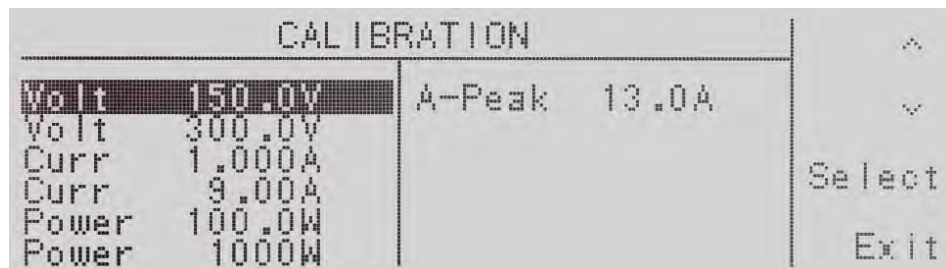 CALIBRATION
Volt 150.0V
Volt 300.0V
Curr 1.000A
Curr 9.00A
Power 100.0W
Power 1000W
A-Peak 13.0A
^
v
Select
Exit